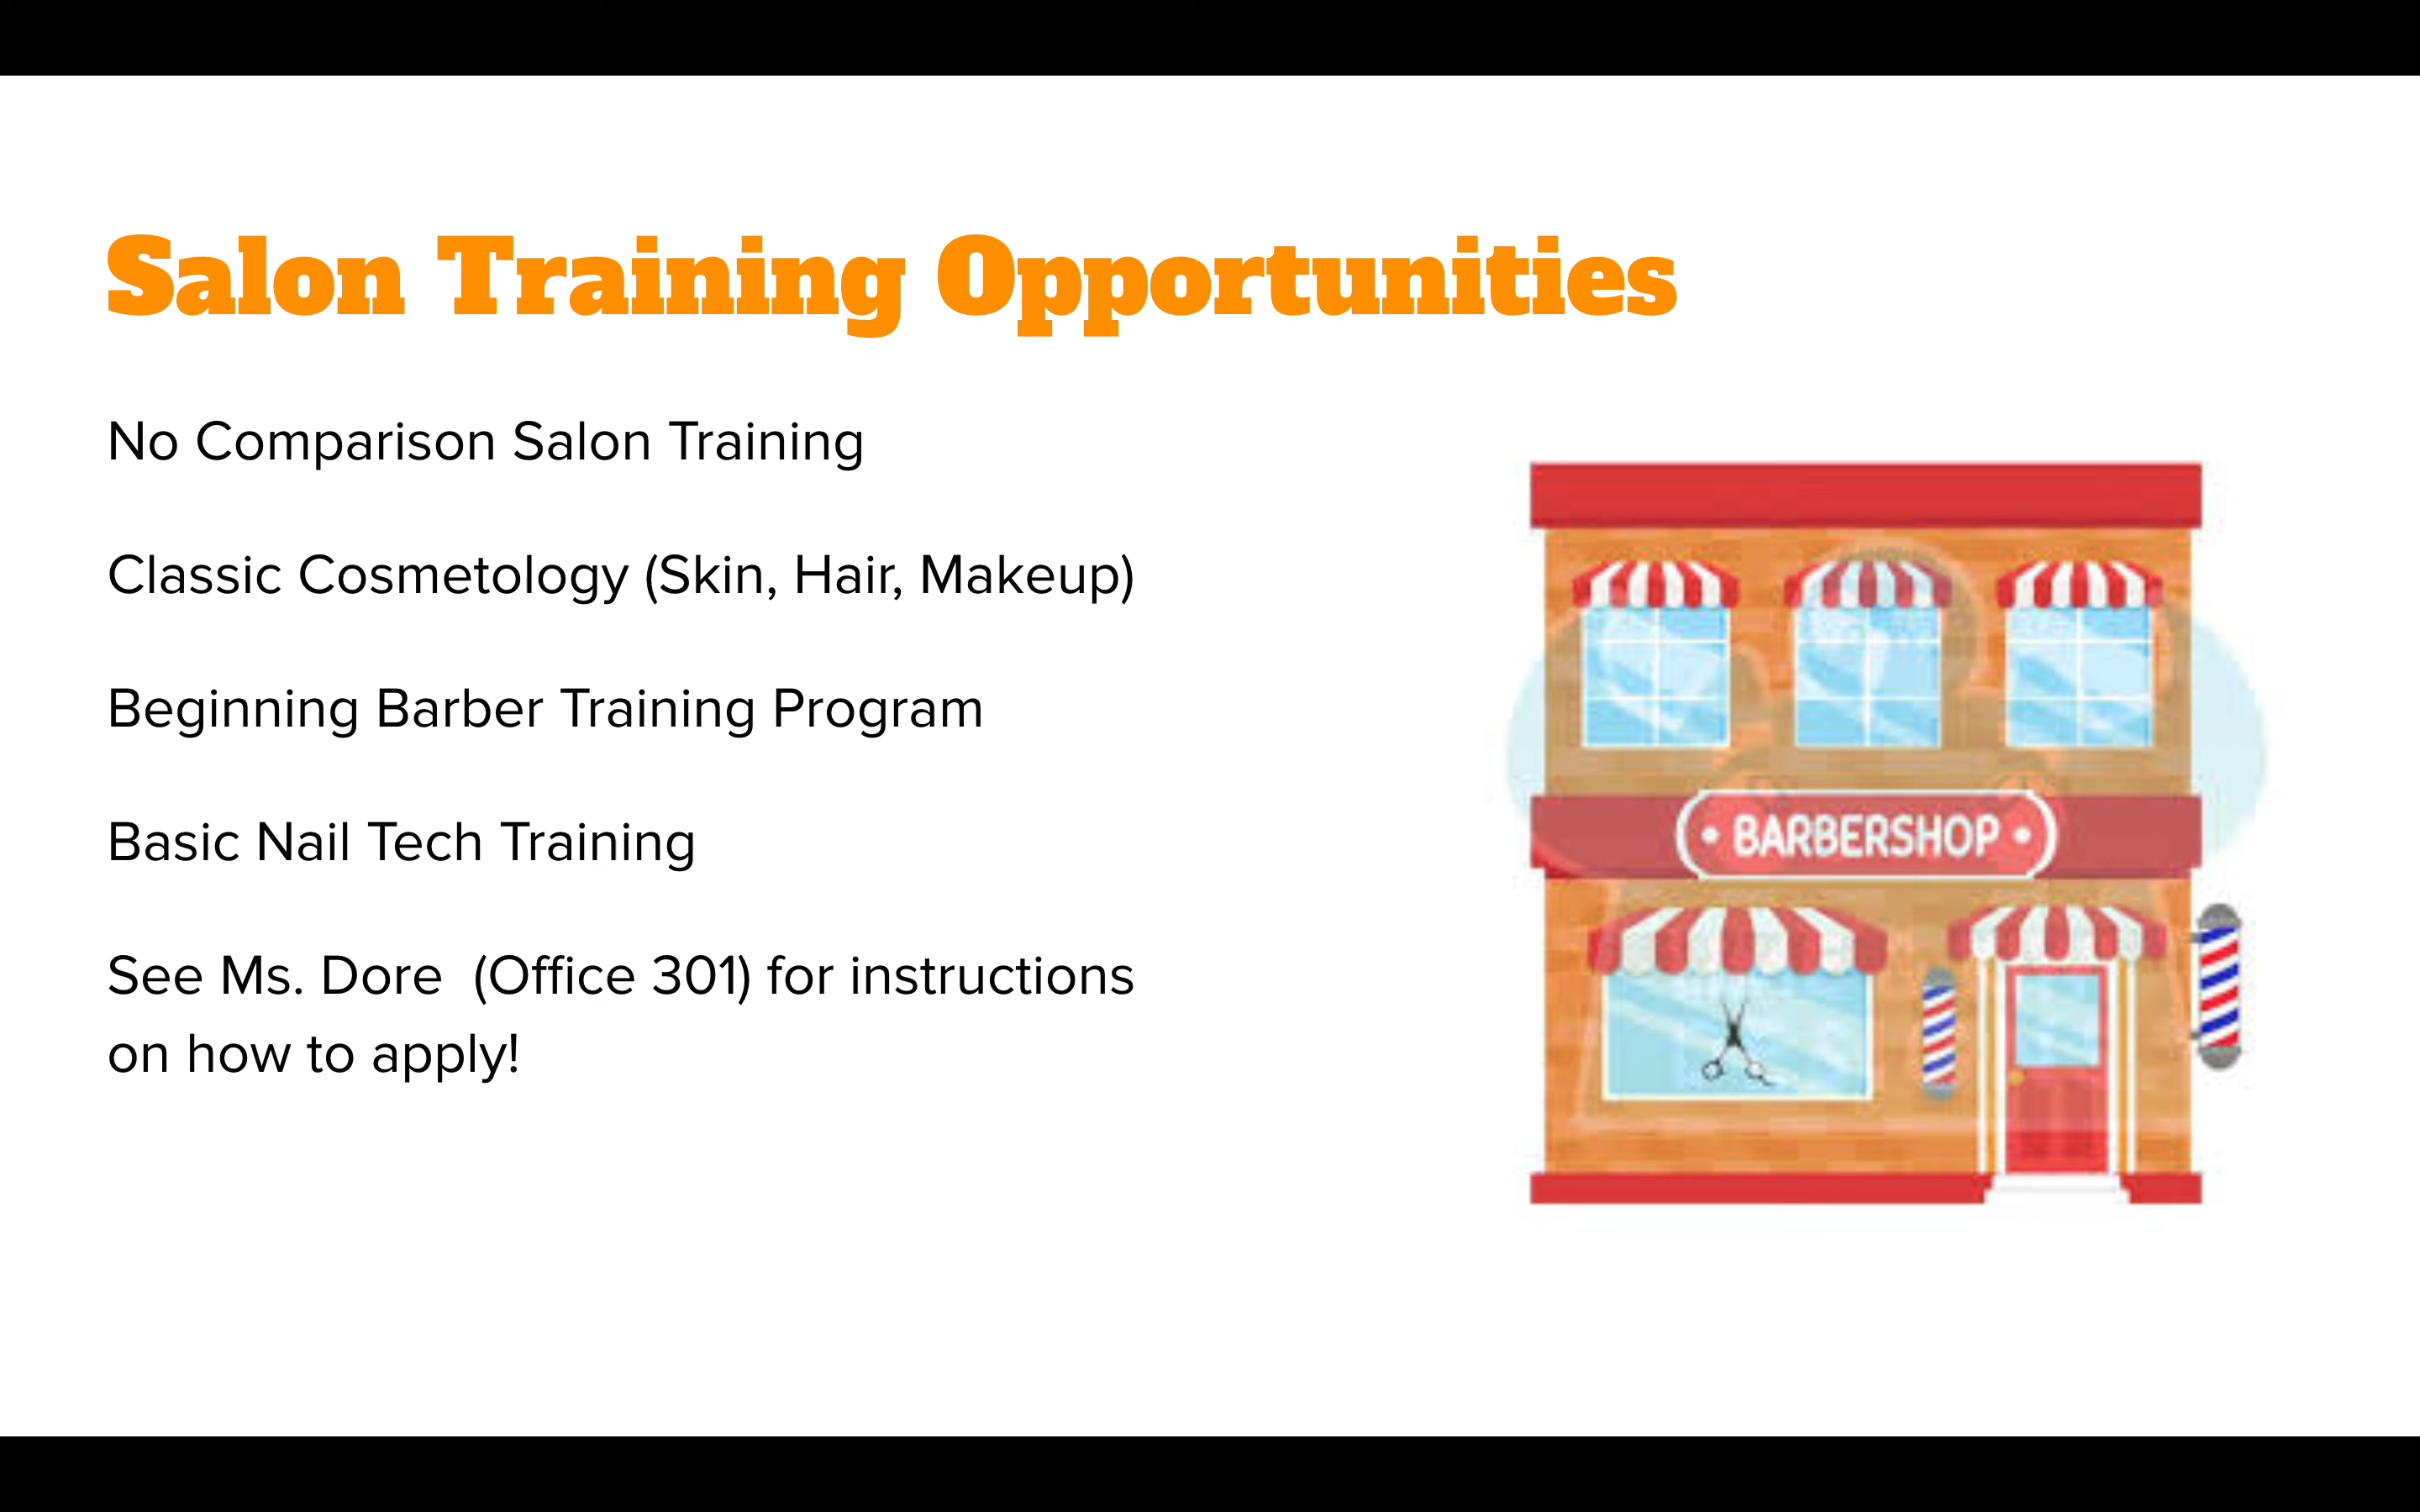 Salon Training Opportunities
No Comparison Salon Training
Classic Cosmetology (Skin, Hair, Makeup)
Beginning Barber Training Program
Basic Nail Tech Training
See Ms. Dore  (Office 301) for instructions
on how to apply!
• BARBERSHOP •